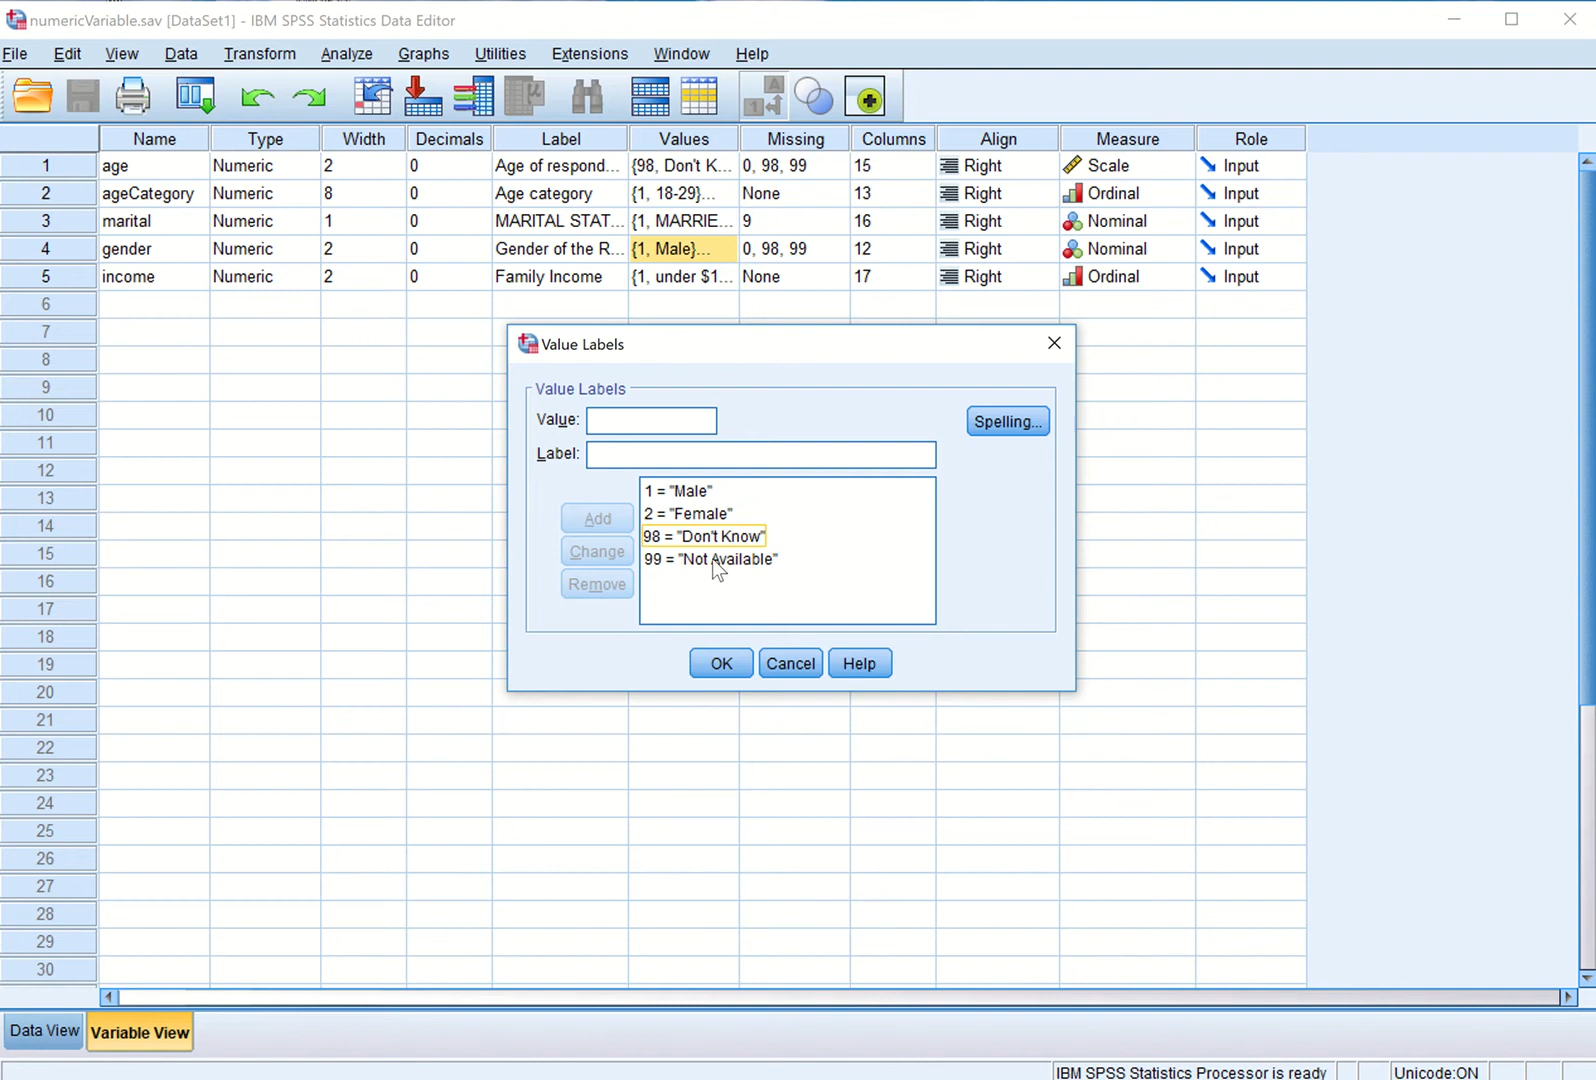 numericVariable.sav [DataSet1] - IBM SPSS Statistics Data Editor
File Edit View Data Transform Analyze Graphs Utilities Extensions Window Help
Name Type Width Decimals Label Values Missing Columns Align Measure Role
1 age Numeric 2 0 Age of respond... {98, Don't K... 0, 98, 99 15 Right Scale Input
2 ageCategory Numeric 8 0 Age category {1, 18-29}... None 13 Right Ordinal Input
3 marital Numeric 1 0 MARITAL STAT... {1, MARRIE... 9 16 Right Nominal Input
4 gender Numeric 2 0 Gender of the R... {1, Male}... 0, 98, 99 12 Right Nominal Input
5 income Numeric 2 0 Family Income {1, under $1... None 17 Right Ordinal Input
6
7
8
9
10
11
12
13
14
15
16
17
18
19
20
21
22
23
24
25
26
27
28
29
30
Value Labels
Value Labels
Value:
Spelling...
Label:
1 = "Male"
2 = "Female"
98 = "Don't Know"
99 = "Not Available"
Add
Change
Remove
OK Cancel Help
Data View Variable View
IBM SPSS Statistics Processor is ready Unicode:ON